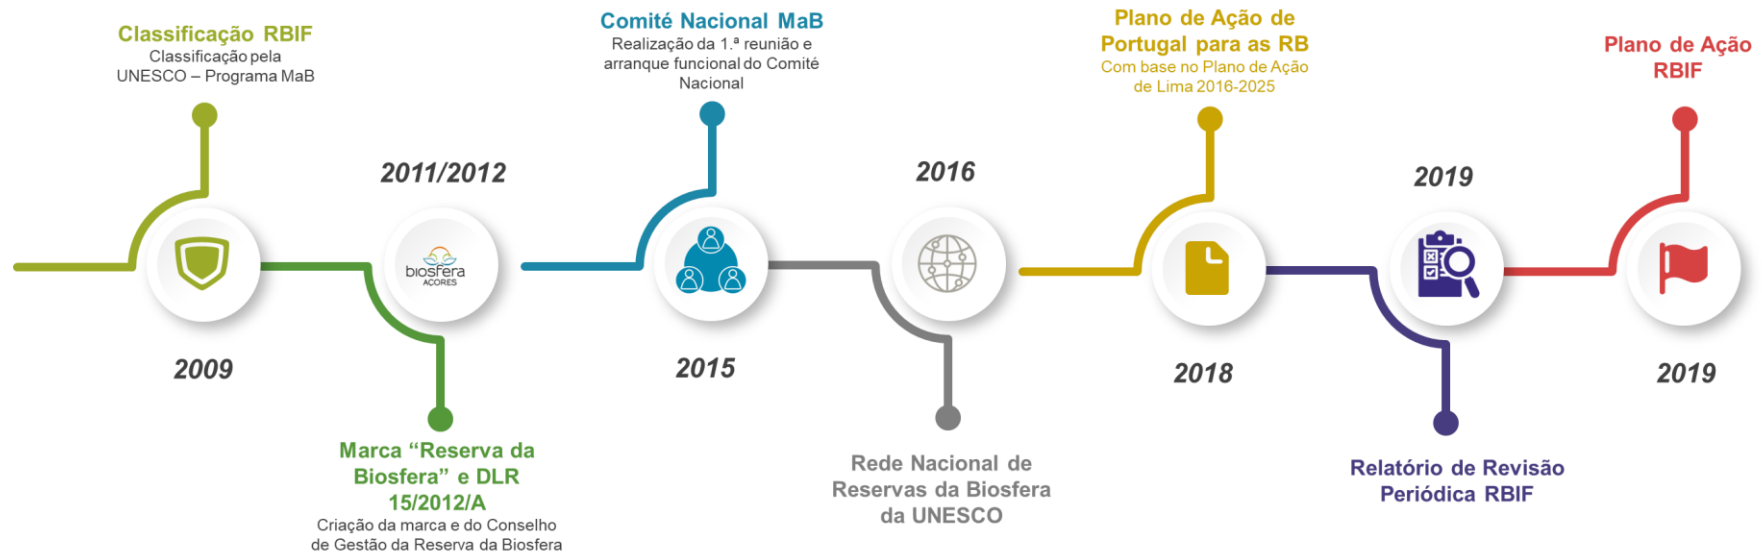 Classificação RBIF
Classificação pela
UNESCO – Programa MaB
2009
2011/2012
biosfera
AÇORES
Marca “Reserva da
Biosfera” e DLR
15/2012/A
Criação da marca e do Conselho
de Gestão da Reserva da Biosfera
Comité Nacional MaB
Realização da 1.ª reunião e
arranque funcional do Comité
Nacional
2015
2016
Rede Nacional de
Reservas da Biosfera
da UNESCO
Plano de Ação de
Portugal para as RB
Com base no Plano de Ação
de Lima 2016-2025
2018
2019
Relatório de Revisão
Periódica RBIF
Plano de Ação
RBIF
2019